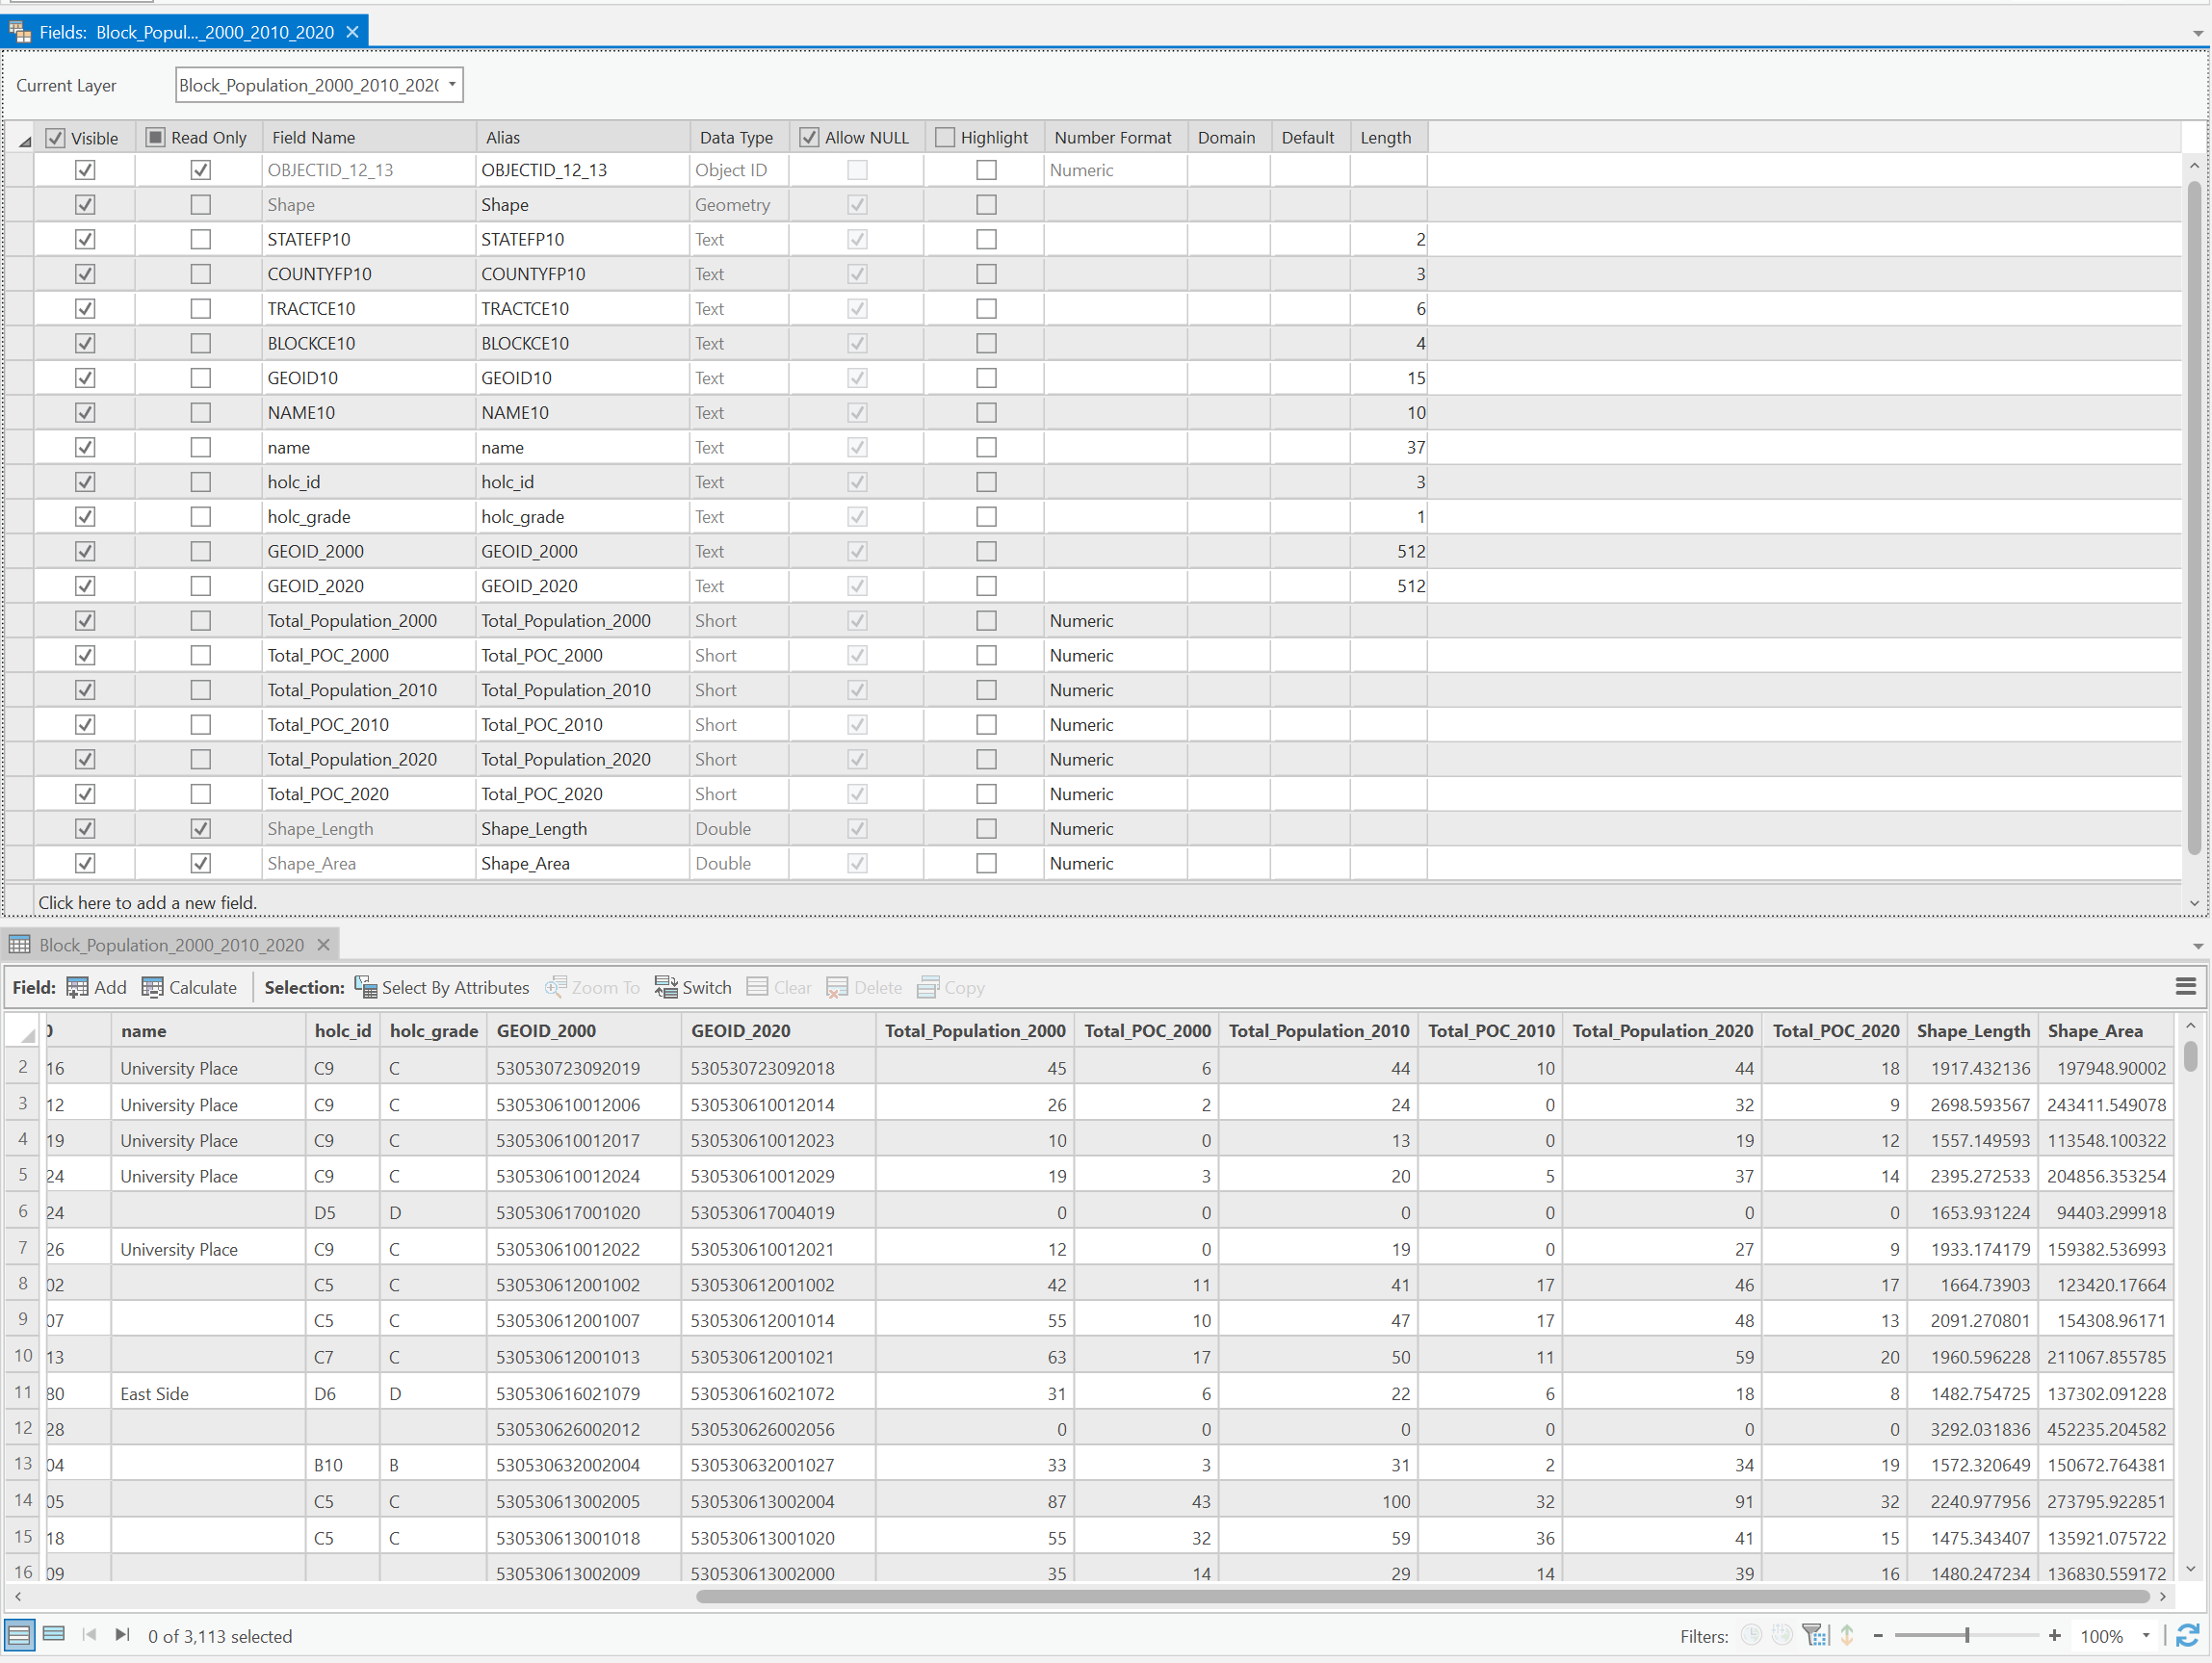 Fields: Block_Popul..._2000_2010_2020
Current Layer Block_Population_2000_2010_202(
Visible Read Only Field Name Alias Data Type Allow NULL Highlight Number Format Domain Default Length
OBJECTID_12_13 OBJECTID_12_13 Object ID Numeric
Shape Shape Geometry
STATEFP10 STATEFP10 Text 2
COUNTYFP10 COUNTYFP10 Text 3
TRACTCE10 TRACTCE10 Text 6
BLOCKCE10 BLOCKCE10 Text 4
GEOID10 GEOID10 Text 15
NAME10 NAME10 Text 10
name name Text 37
holc_id holc_id Text 3
holc_grade holc_grade Text 1
GEOID_2000 GEOID_2000 Text 512
GEOID_2020 GEOID_2020 Text 512
Total_Population_2000 Total_Population_2000 Short Numeric
Total_POC_2000 Total_POC_2000 Short Numeric
Total_Population_2010 Total_Population_2010 Short Numeric
Total_POC_2010 Total_POC_2010 Short Numeric
Total_Population_2020 Total_Population_2020 Short Numeric
Total_POC_2020 Total_POC_2020 Short Numeric
Shape_Length Shape_Length Double Numeric
Shape_Area Shape_Area Double Numeric
Click here to add a new field.
Block_Population_2000_2010_2020
Field: Add Calculate Selection: Select By Attributes Zoom To Switch Clear Delete Copy
0 name holc_id holc_grade GEOID_2000 GEOID_2020 Total_Population_2000 Total_POC_2000 Total_Population_2010 Total_POC_2010 Total_Population_2020 Total_POC_2020 Shape_Length Shape_Area
2 16 University Place C9 C 530530723092019 530530723092018 45 6 44 10 44 18 1917.432136 197948.90002
3 12 University Place C9 C 530530610012006 530530610012014 26 2 24 0 32 9 2698.593567 243411.549078
4 19 University Place C9 C 530530610012017 530530610012023 10 0 13 0 19 12 1557.149593 113548.100322
5 24 University Place C9 C 530530610012024 530530610012029 19 3 20 5 37 14 2395.272533 204856.353254
6 24 D5 D 530530617001020 530530617004019 0 0 0 0 0 0 1653.931224 94403.299918
7 26 University Place C9 C 530530610012022 530530610012021 12 0 19 0 27 9 1933.174179 159382.536993
8 02 C5 C 530530612001002 530530612001002 42 11 41 17 46 17 1664.73903 123420.17664
9 07 C5 C 530530612001007 530530612001014 55 10 47 17 48 13 2091.270801 154308.96171
10 13 C7 C 530530612001013 530530612001021 63 17 50 11 59 20 1960.596228 211067.855785
11 80 East Side D6 D 530530616021079 530530616021072 31 6 22 6 18 8 1482.754725 137302.091228
12 28 530530626002012 530530626002056 0 0 0 0 0 0 3292.031836 452235.204582
13 04 B10 B 530530632002004 530530632001027 33 3 31 2 34 19 1572.320649 150672.764381
14 05 C5 C 530530613002005 530530613002004 87 43 100 32 91 32 2240.977956 273795.922851
15 18 C5 C 530530613001018 530530613001020 55 32 59 36 41 15 1475.343407 135921.075722
16 09 530530613002009 530530613002000 35 14 29 14 39 16 1480.247234 136830.559172
0 of 3,113 selected Filters: - + 100%